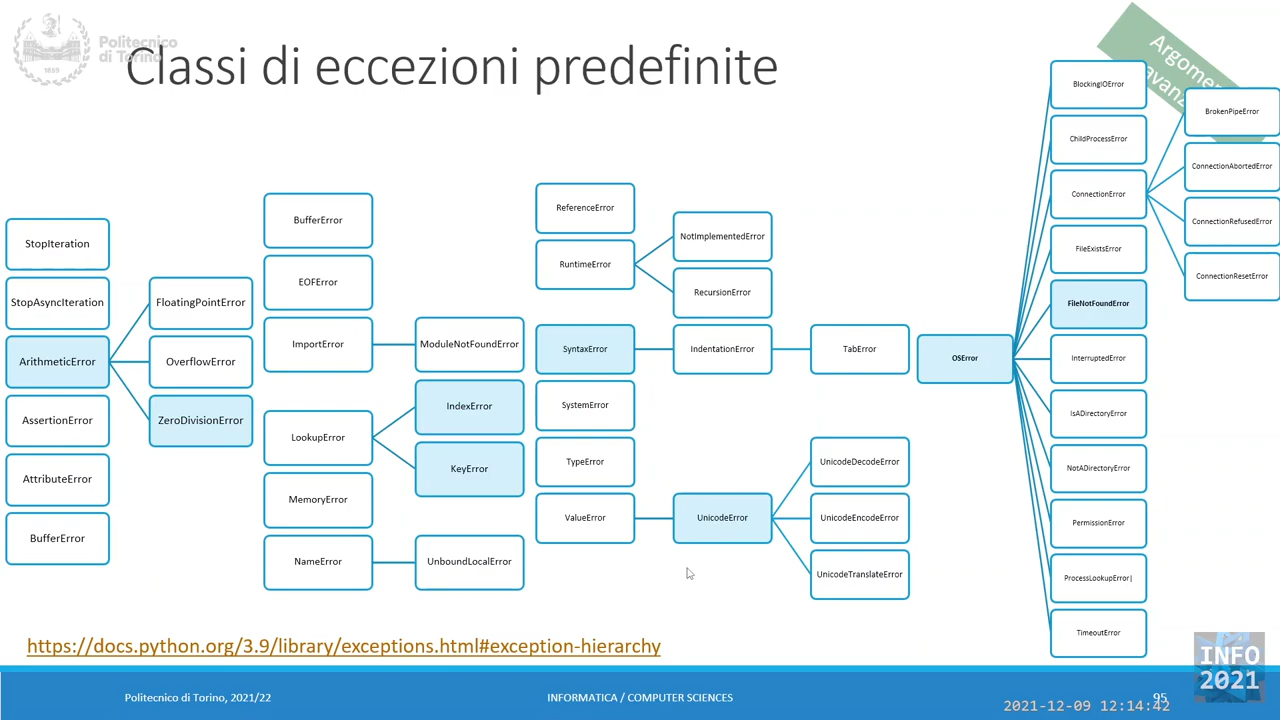 Politecnico
di Torino
1859
Classi di eccezioni predefinite
StopIteration
StopAsyncIteration
ArithmeticError
AssertionError
AttributeError
BufferError
FloatingPointError
OverflowError
ZeroDivisionError
BufferError
EOFError
ImportError
LookupError
MemoryError
NameError
ModuleNotFoundError
IndexError
KeyError
UnboundLocalError
ReferenceError
RuntimeError
SyntaxError
SystemError
TypeError
ValueError
NotImplementedError
RecursionError
IndentationError
UnicodeError
TabError
UnicodeDecodeError
UnicodeEncodeError
UnicodeTranslateError
OSError
BlockingIOError
ChildProcessError
ConnectionError
FileExistsError
FileNotFoundError
InterruptedError
IsADirectoryError
NotADirectoryError
PermissionError
ProcessLookupError|
TimeoutError
BrokenPipeError
ConnectionAbortedError
ConnectionRefusedError
ConnectionResetError
https://docs.python.org/3.9/library/exceptions.html#exception-hierarchy
Politecnico di Torino, 2021/22
INFORMATICA / COMPUTER SCIENCES
95
INFO
2021
2021-12-09 12:14:42